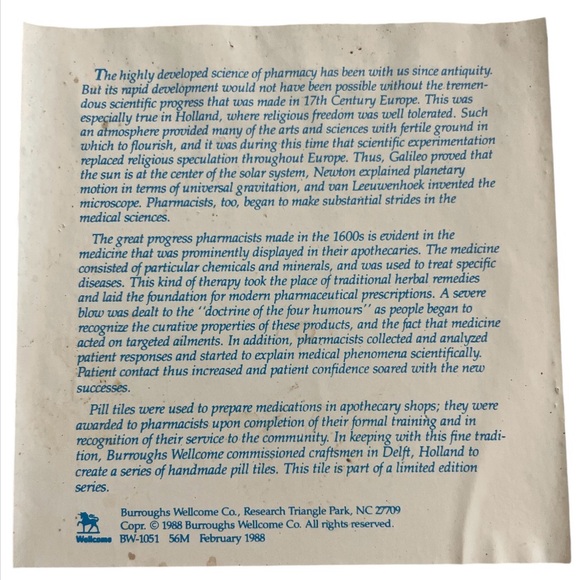 The highly developed science of pharmacy has been with us since antiquity.
But its rapid development would not have been possible without the tremen-
dous scientific progress that was made in 17th Century Europe. This was
especially true in Holland, where religious freedom was well tolerated. Such
an atmosphere provided many of the arts and sciences with fertile ground in
which to flourish, and it was during this time that scientific experimentation
replaced religious speculation throughout Europe. Thus, Galileo proved that
the sun is at the center of the solar system, Newton explained planetary
motion in terms of universal gravitation, and van Leeuwenhoek invented the
microscope. Pharmacists, too, began to make substantial strides in the
medical sciences.
The great progress pharmacists made in the 1600s is evident in the
medicine that was prominently displayed in their apothecaries. The medicine
consisted of particular chemicals and minerals, and was used to treat specific
diseases. This kind of therapy took the place of traditional herbal remedies
and laid the foundation for modern pharmaceutical prescriptions. A severe
blow was dealt to the "doctrine of the four humours" as people began to
recognize the curative properties of these products, and the fact that medicine
acted on targeted ailments. In addition, pharmacists collected and analyzed
patient responses and started to explain medical phenomena scientifically.
Patient contact thus increased and patient confidence soared with the new
successes.
Pill tiles were used to prepare medications in apothecary shops; they were
awarded to pharmacists upon completion of their formal training and in
recognition of their service to the community. In keeping with this fine tradi-
tion, Burroughs Wellcome commissioned craftsmen in Delft, Holland to
create a series of handmade pill tiles. This tile is part of a limited edition
series.
Burroughs Wellcome Co., Research Triangle Park, NC 27709
Copr. © 1988 Burroughs Wellcome Co. All rights reserved.
Wellcome BW-1051 56M February 1988